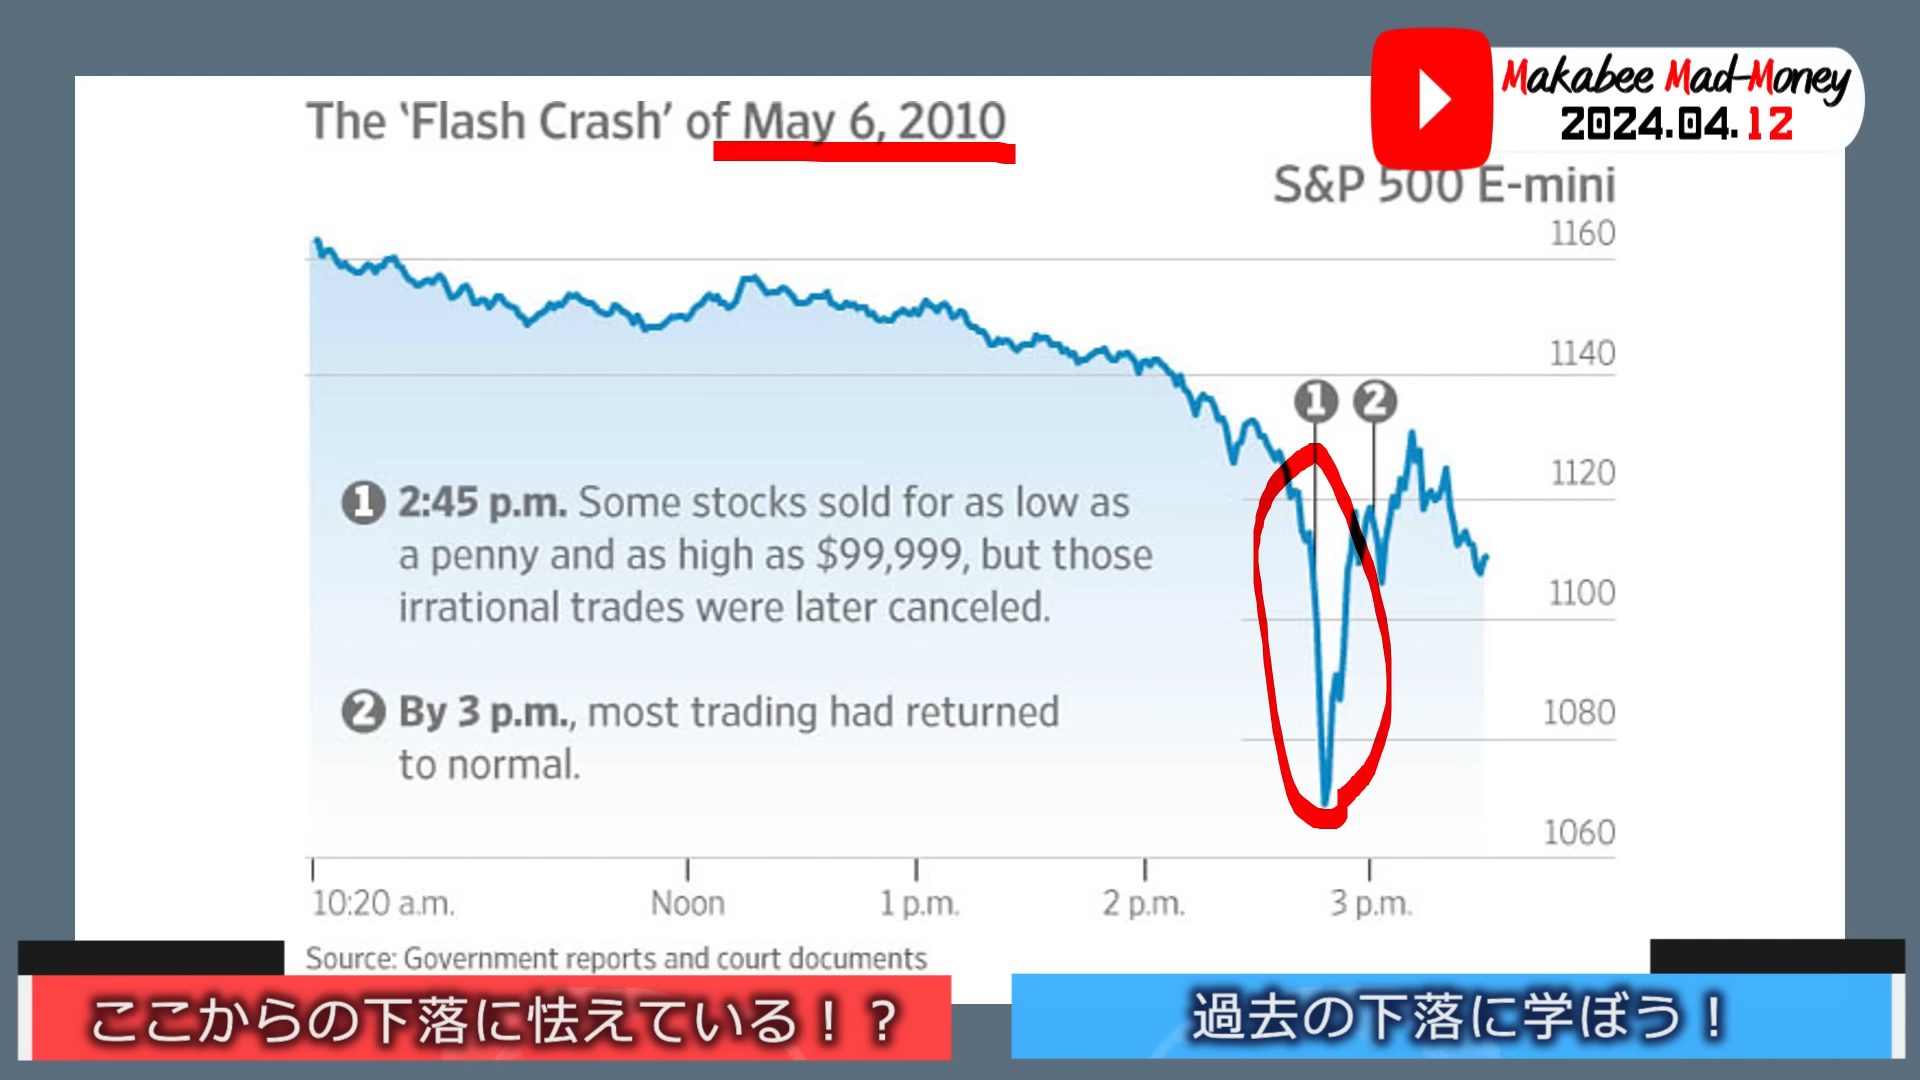 The 'Flash Crash' of May 6, 2010
Makabee Mad-Money
2024.04.12
S&P 500 E-mini
1160
1140
1 2
1120
1 2:45 p.m. Some stocks sold for as low as
a penny and as high as $99,999, but those
irrational trades were later canceled.
1100
2 By 3 p.m., most trading had returned
to normal.
1080
1060
10:20 a.m. Noon 1 p.m. 2 p.m. 3 p.m.
Source: Government reports and court documents
ここからの下落に怯えている！？
過去の下落に学ぼう！